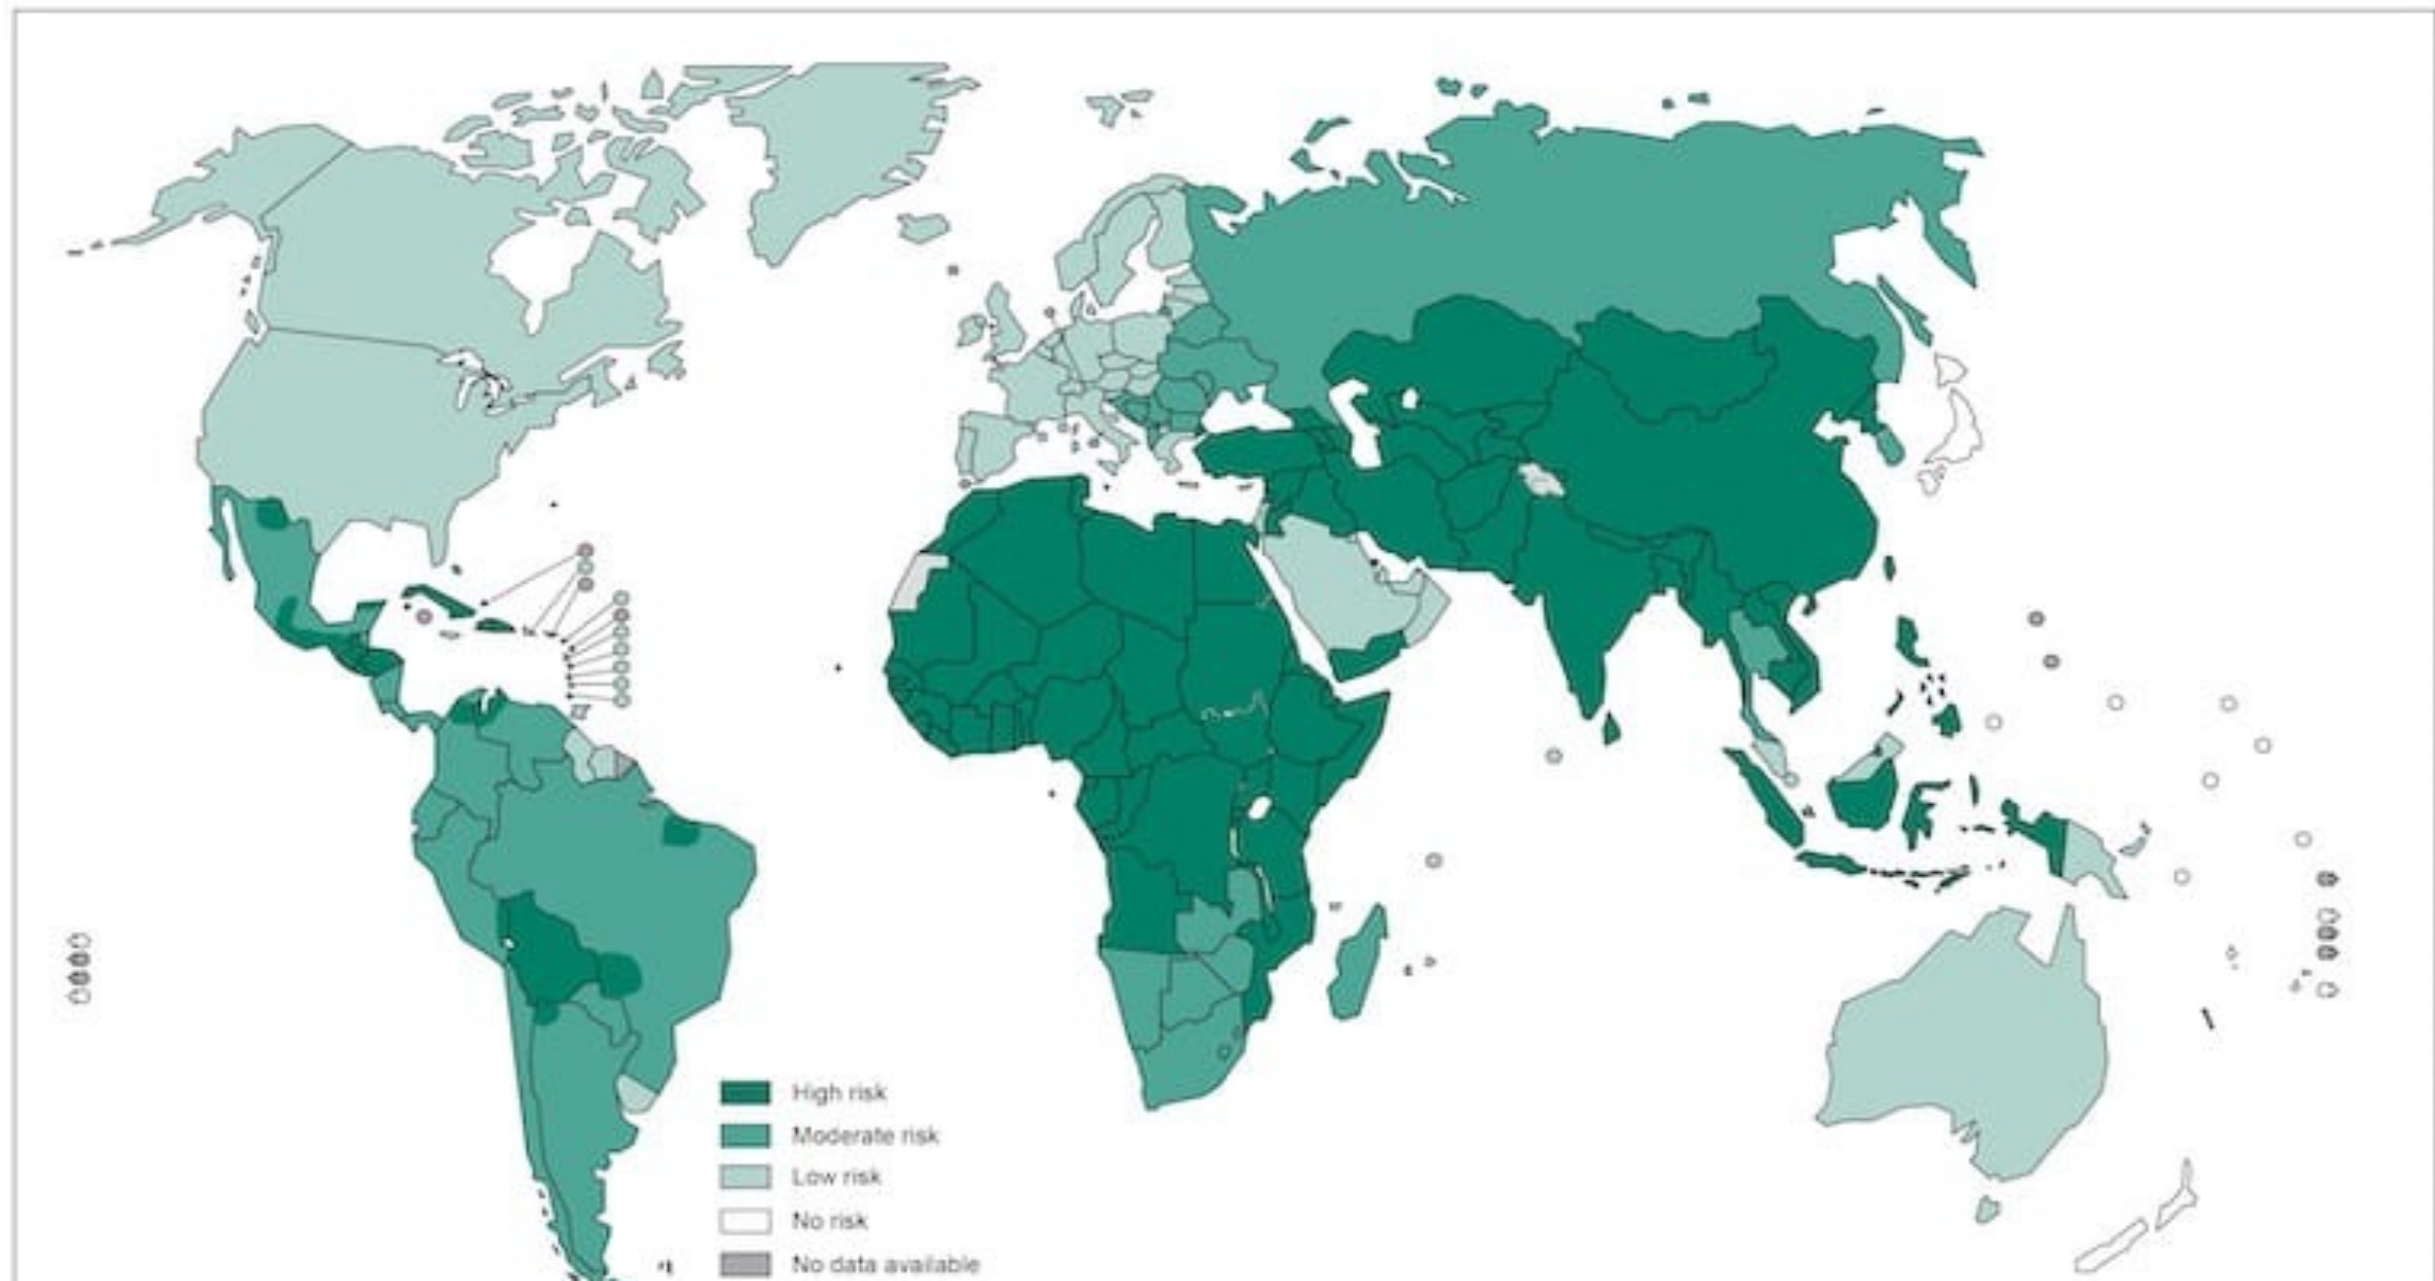 High risk
Moderate risk
Low risk
No risk
No data available